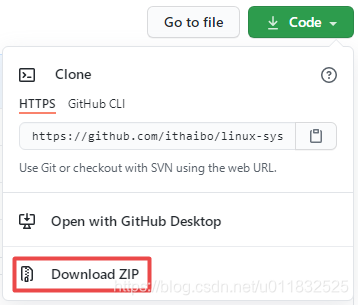 Go to file
Code
Clone
HTTPS GitHub CLI
https://github.com/ithaibo/linux-sys
Use Git or checkout with SVN using the web URL.
Open with GitHub Desktop
Download ZIP
https://blog.csdn.net/u011832525